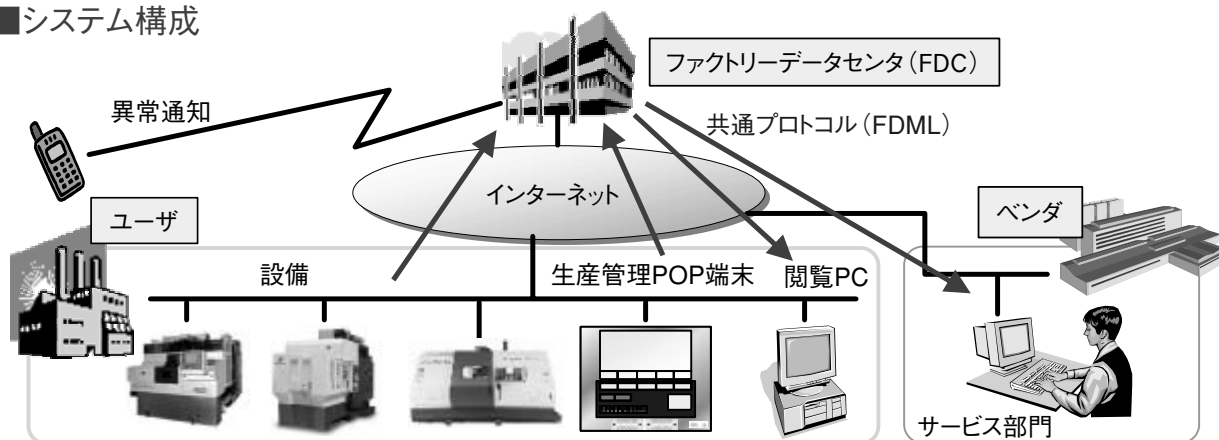 ■システム構成
ファクトリーデータセンタ（FDC）
異常通知
共通プロトコル（FDML）
インターネット
ユーザ
ベンダ
設備
生産管理POP端末
閲覧PC
サービス部門